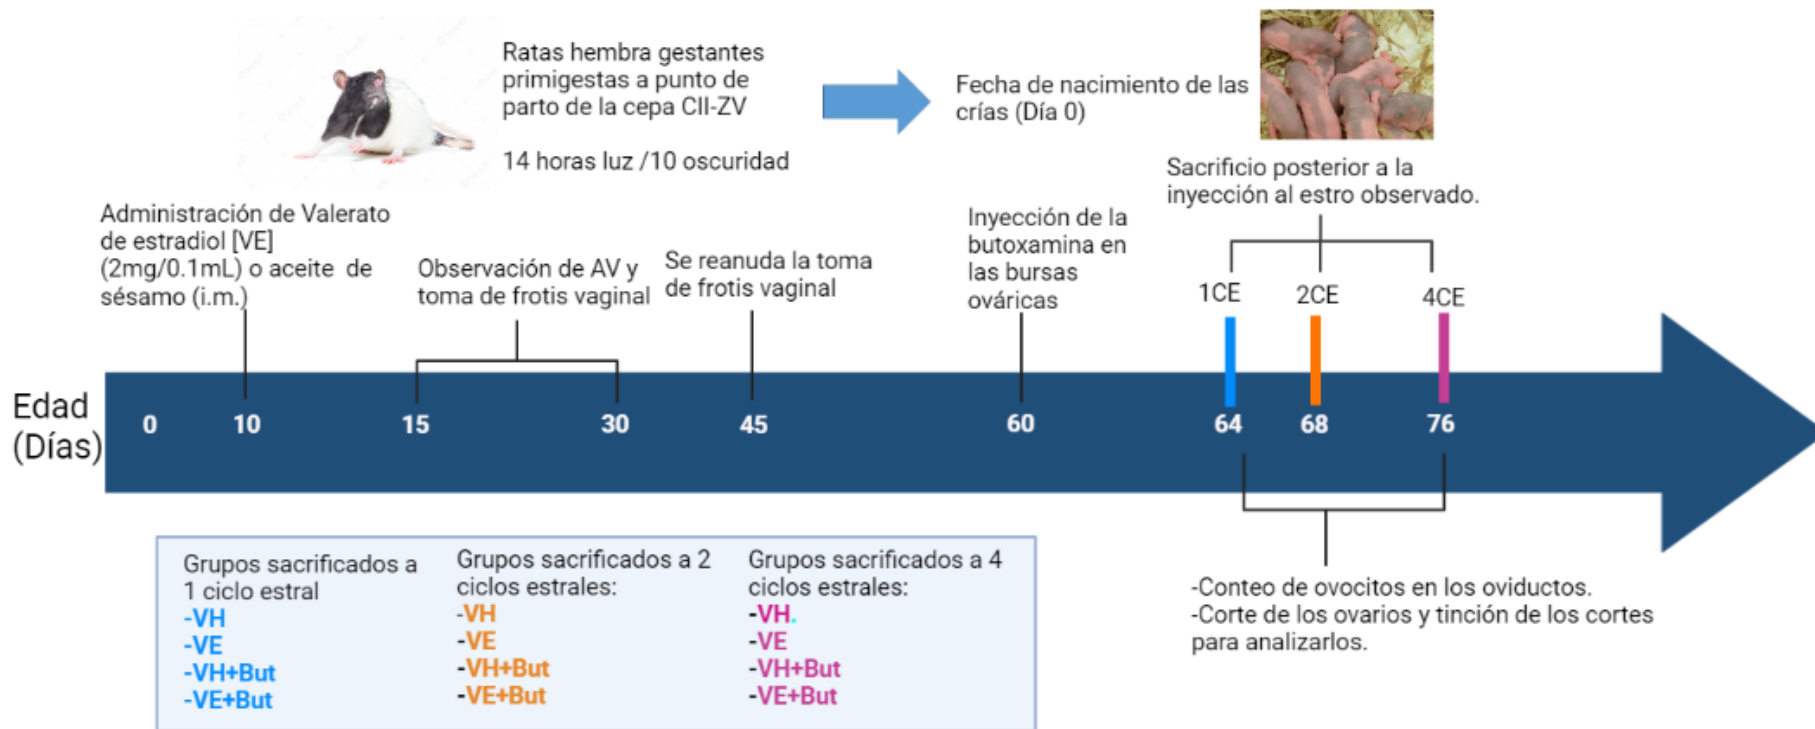 Ratas hembra gestantes
primigestas a punto de
parto de la cepa CII-ZV
14 horas luz /10 oscuridad
Fecha de nacimiento de las
crías (Día 0)
Administración de Valerato
de estradiol [VE]
(2mg/0.1mL) o aceite de
sésamo (i.m.)
Observación de AV y
toma de frotis vaginal
Se reanuda la toma
de frotis vaginal
Inyección de la
butoxamina en
las bursas
ováricas
Sacrificio posterior a la
inyección al estro observado.
1CE
2CE
4CE
Edad
(Días)
0
10
15
30
45
60
64
68
76
Grupos sacrificados a
1 ciclo estral
-VH
-VE
-VH+But
-VE+But
Grupos sacrificados a 2
ciclos estrales:
-VH
-VE
-VH+But
-VE+But
Grupos sacrificados a 4
ciclos estrales:
-VH.
-VE
-VH+But
-VE+But
-Conteo de ovocitos en los oviductos.
-Corte de los ovarios y tinción de los cortes
para analizarlos.